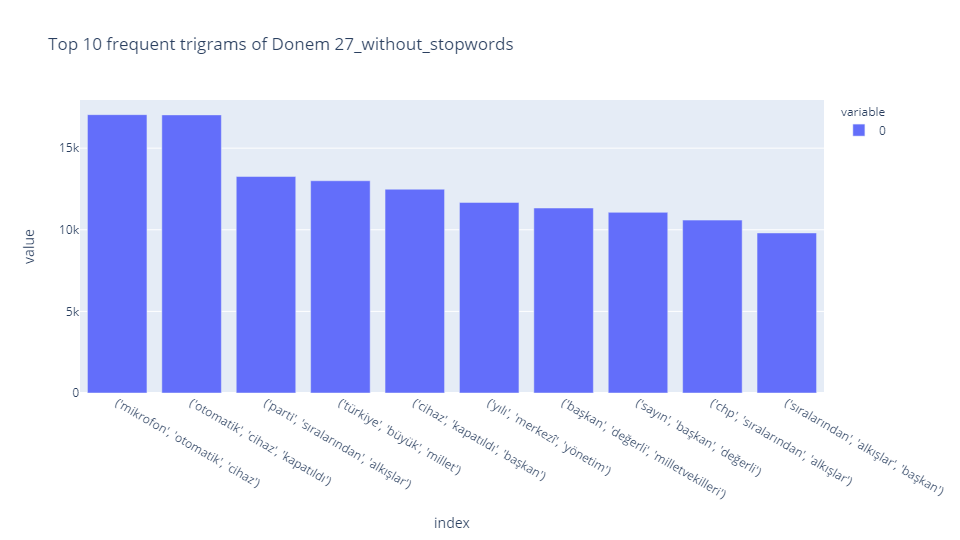 Top 10 frequent trigrams of Donem 27_without_stopwords
variable
0
value
15k
10k
5k
0
('mikrofon', 'otomatik', 'cihaz')
('otomatik', 'cihaz', 'kapatıldı')
('parti', 'sıralarından', 'alkışlar')
('türkiye', 'büyük', 'millet')
('cihaz', 'kapatıldı', 'başkan')
('yılı', 'merkezî', 'yönetim')
('başkan', 'değerli', 'milletvekilleri')
('sayın', 'başkan', 'değerli')
('chp', 'sıralarından', 'alkışlar')
('sıralarından', 'alkışlar', 'başkan')
index